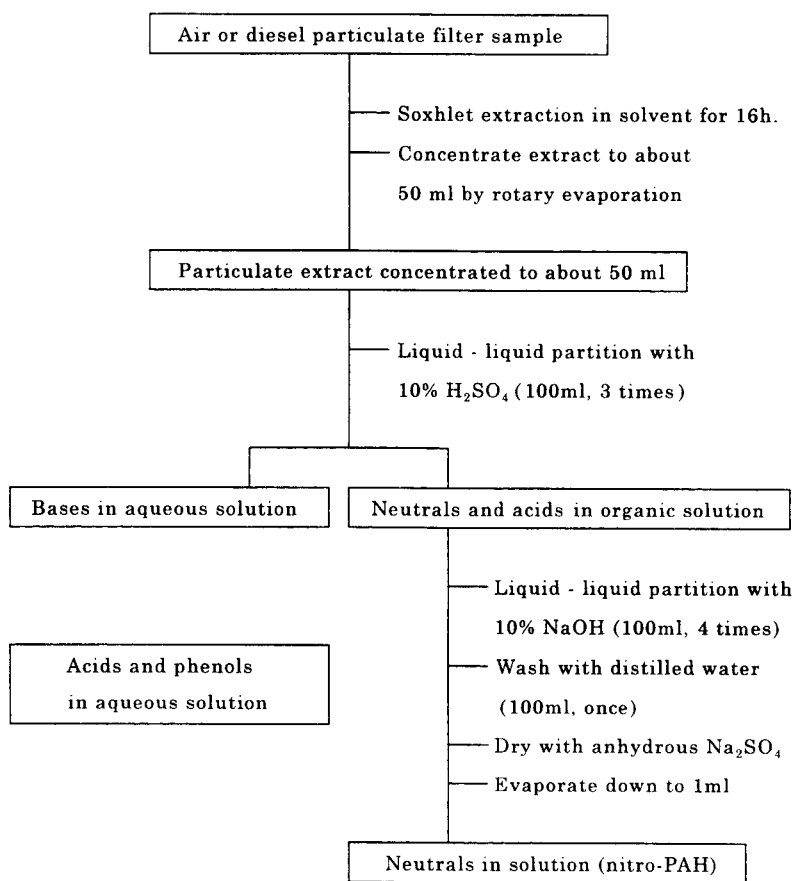 Air or diesel particulate filter sample
Soxhlet extraction in solvent for 16h.
Concentrate extract to about
50 ml by rotary evaporation
Particulate extract concentrated to about 50 ml
Liquid - liquid partition with
10% H₂SO₄ (100ml, 3 times)
Bases in aqueous solution
Neutrals and acids in organic solution
Liquid - liquid partition with
10% NaOH (100ml, 4 times)
Acids and phenols
in aqueous solution
Wash with distilled water
(100ml, once)
Dry with anhydrous Na₂SO₄
Evaporate down to 1ml
Neutrals in solution (nitro-PAH)